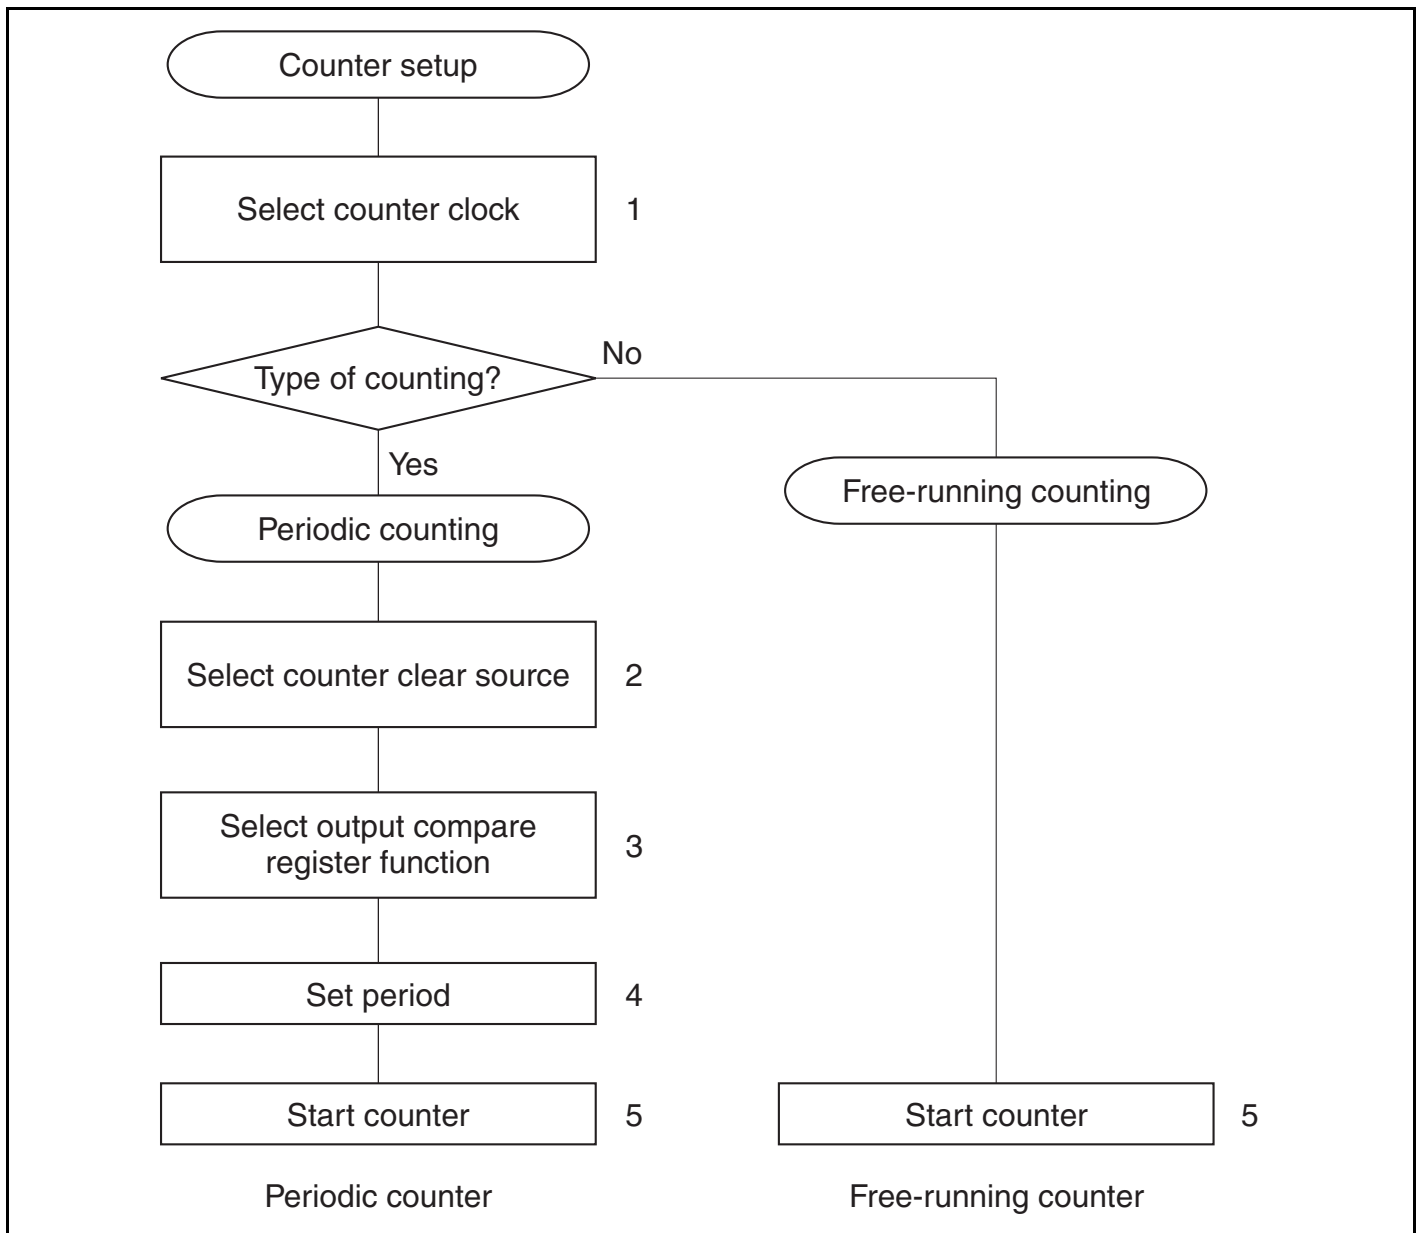 Counter setup
Select counter clock
1
Type of counting?
No
Yes
Periodic counting
Free-running counting
Select counter clear source
2
Select output compare
register function
3
Set period
4
Start counter
5
Start counter
5
Periodic counter
Free-running counter